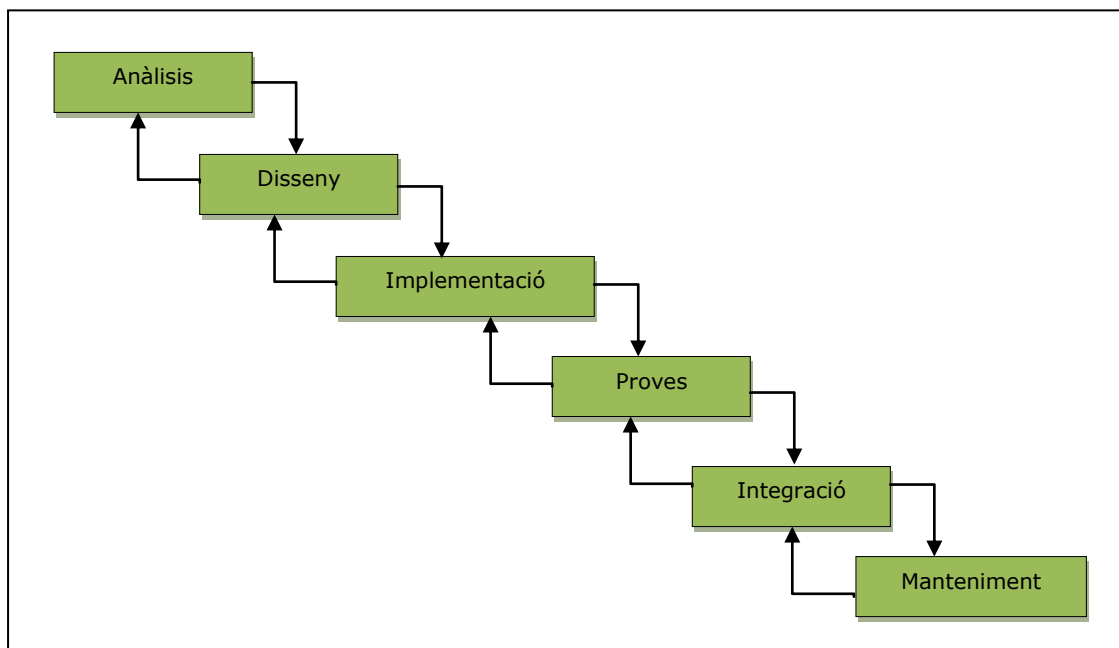 Anàlisis
Disseny
Implementació
Proves
Integració
Manteniment